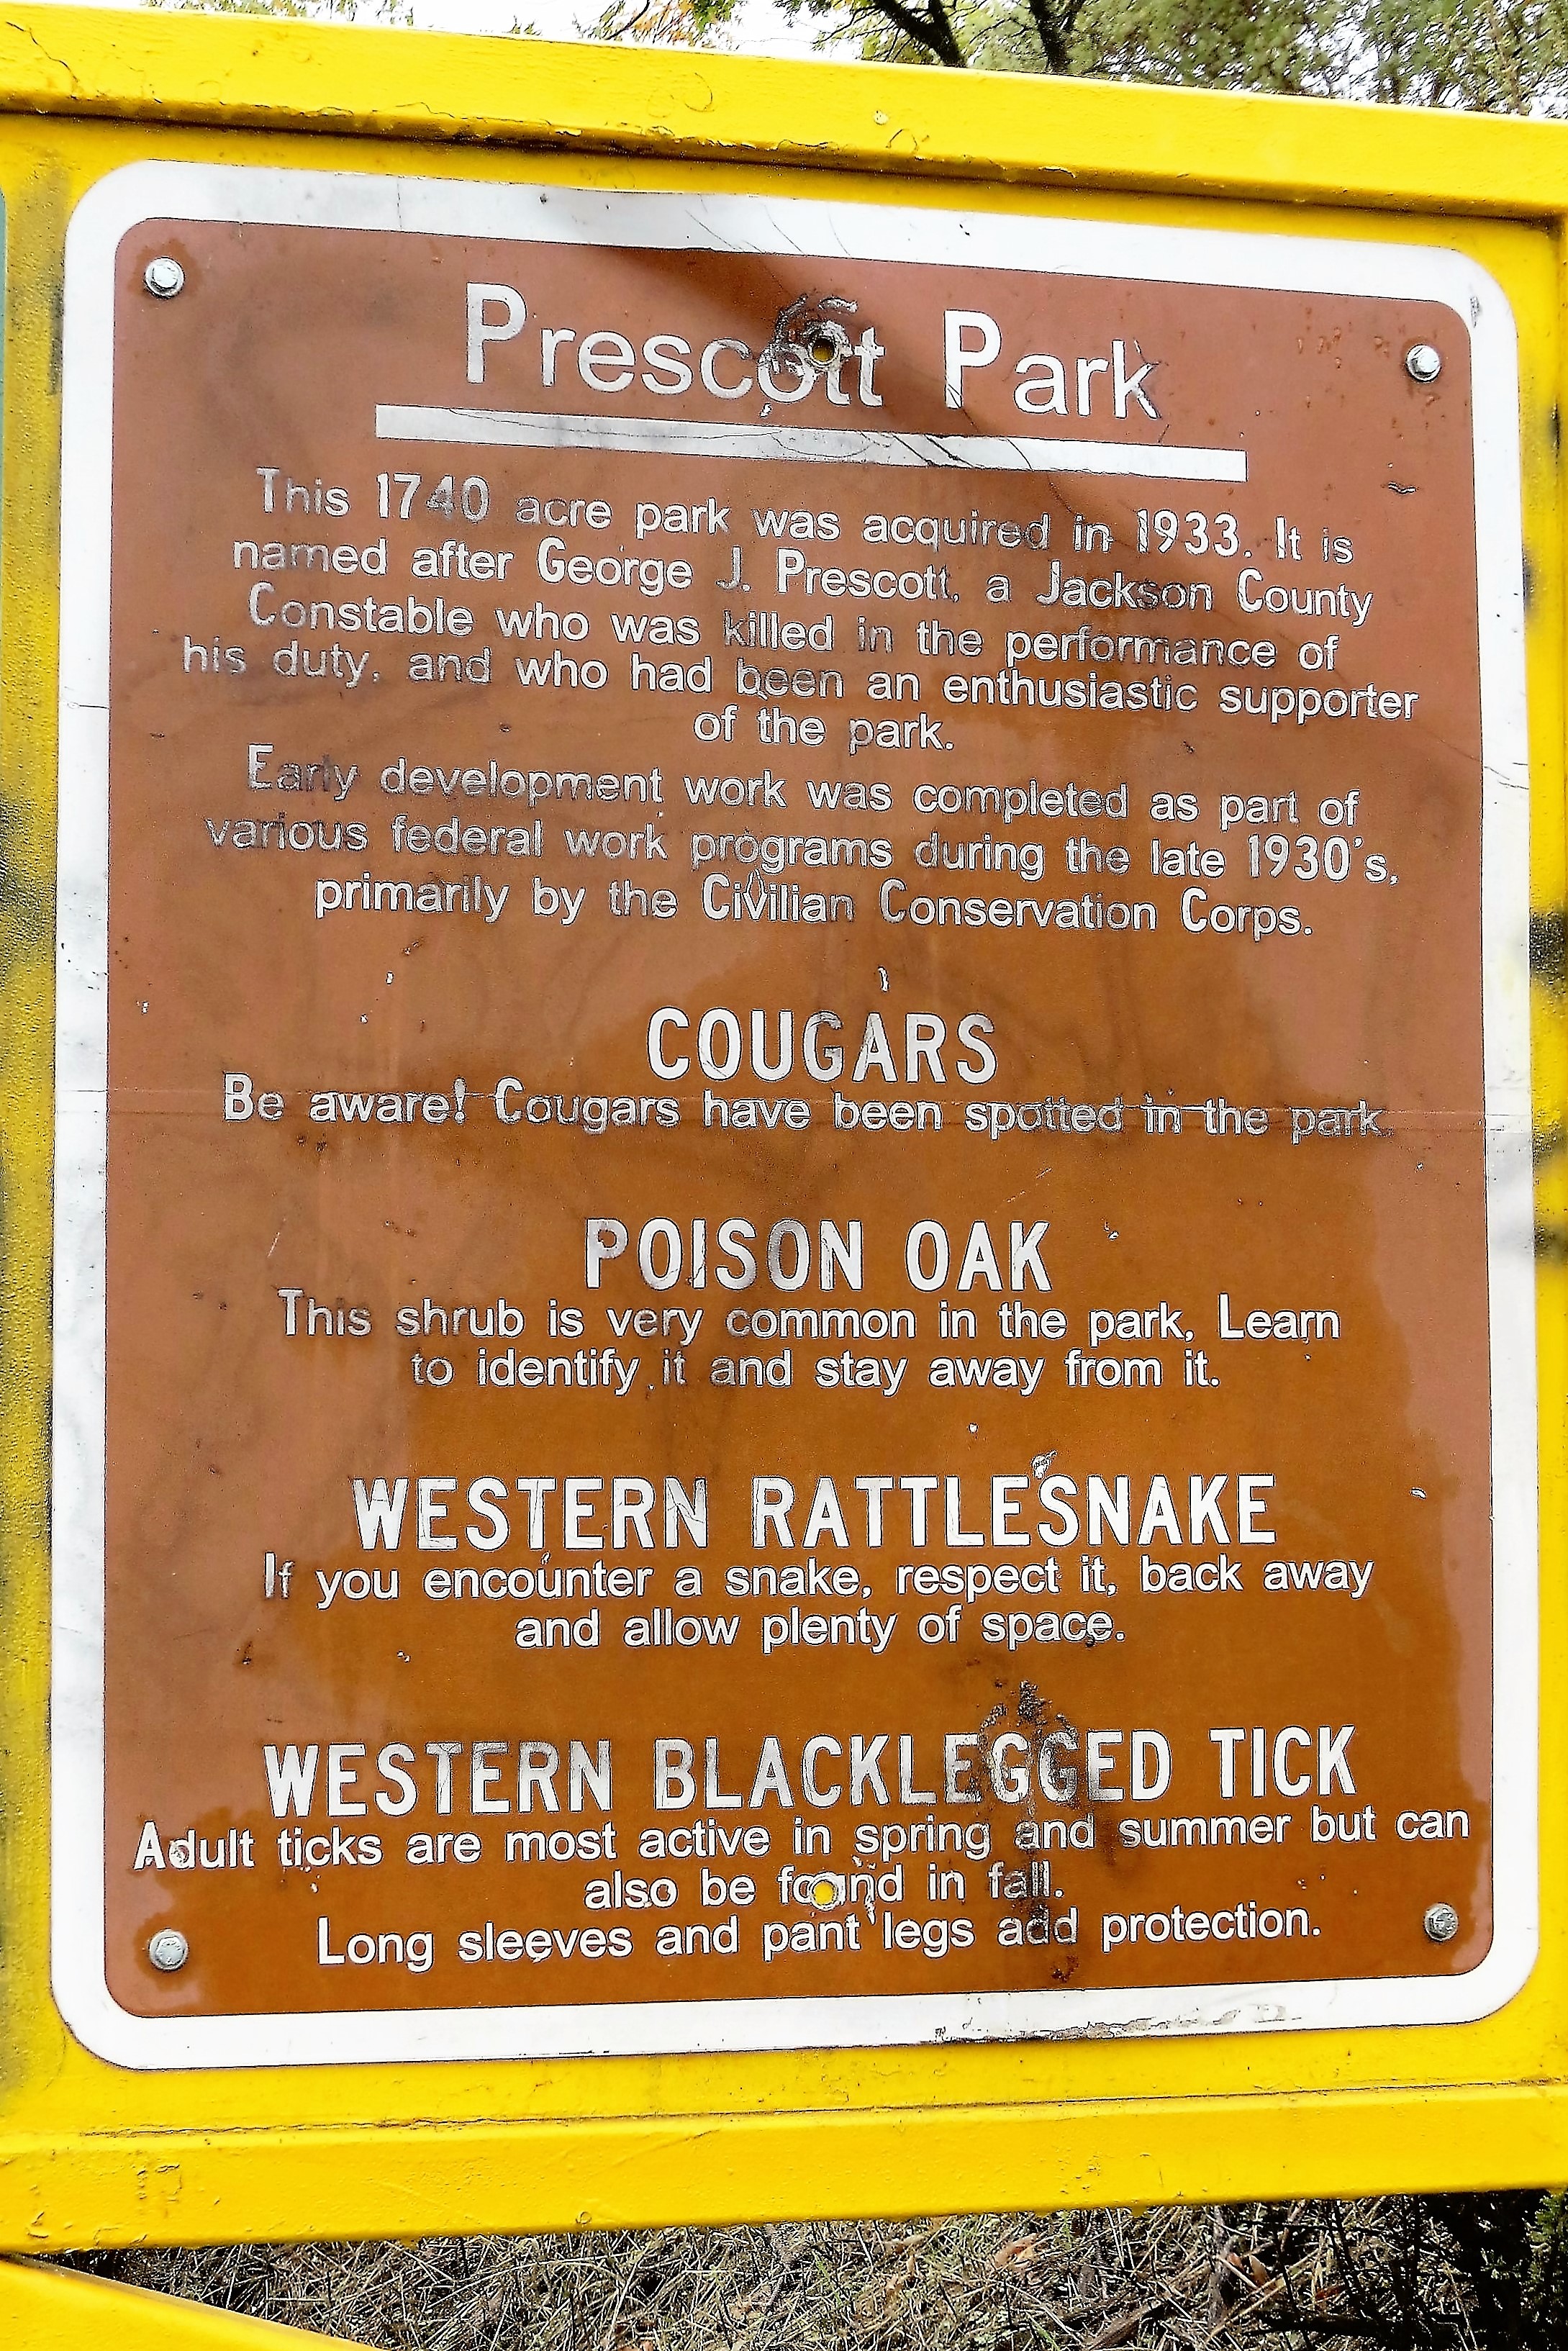 Prescott Park
This 1740 acre park was acquired in 1933. It is
named after George J. Prescott, a Jackson County
Constable who was killed in the performance of
his duty, and who had been an enthusiastic supporter
of the park.
Early development work was completed as part of
various federal work programs during the late 1930's,
primarily by the Civilian Conservation Corps.
COUGARS
Be aware! Cougars have been spotted in the park.
POISON OAK
This shrub is very common in the park, Learn
to identify it and stay away from it.
WESTERN RATTLESNAKE
If you encounter a snake, respect it, back away
and allow plenty of space.
WESTERN BLACKLEGGED TICK
Adult ticks are most active in spring and summer but can
also be found in fall.
Long sleeves and pant legs add protection.